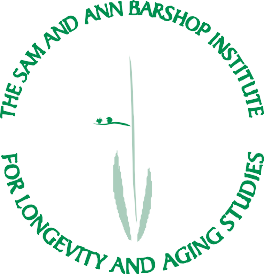 THE SAM AND ANN BARSHOP INSTITUTE
FOR LONGEVITY AND AGING STUDIES